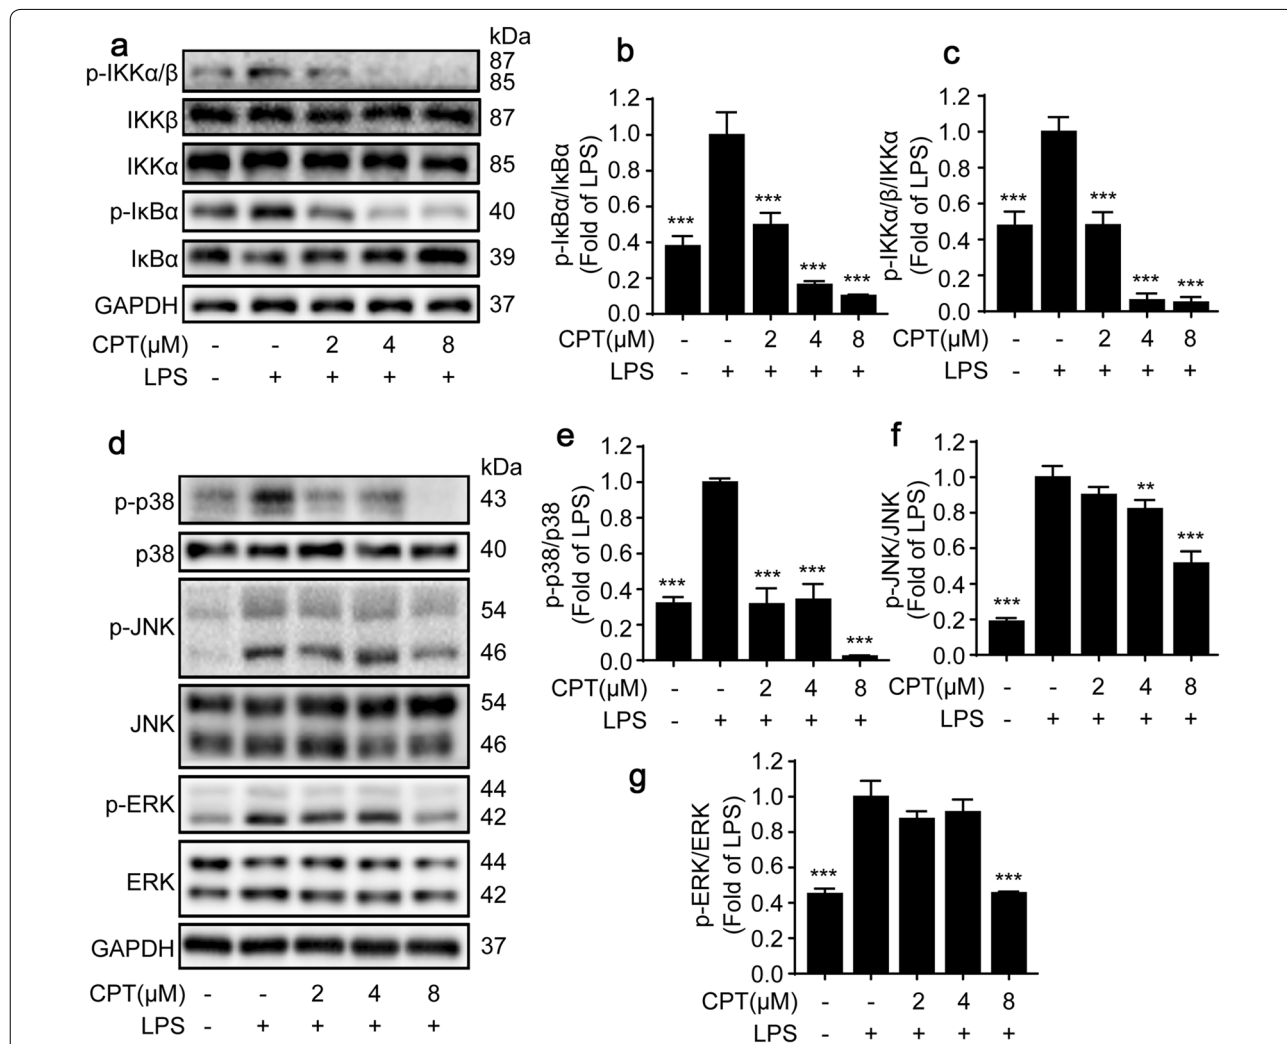 a
kDa
p-IKKα/β 87
85
IKKβ 87
IKKα 85
p-IκBα 40
IκBα 39
GAPDH 37
CPT(μM) - - 2 4 8
LPS - + + + +
b
p-IκBα/IκBα
(Fold of LPS)
1.2
1.0
0.8
0.6
0.4
0.2
0.0
*** *** *** ***
CPT(μM) - - 2 4 8
LPS - + + + +
c
p-IKKα/β/IKKα
(Fold of LPS)
1.2
1.0
0.8
0.6
0.4
0.2
0.0
*** *** *** ***
CPT(μM) - - 2 4 8
LPS - + + + +
d
kDa
p-p38 43
p38 40
p-JNK 54
46
JNK 54
46
p-ERK 44
42
ERK 44
42
GAPDH 37
CPT(μM) - - 2 4 8
LPS - + + + +
e
p-p38/p38
(Fold of LPS)
1.2
1.0
0.8
0.6
0.4
0.2
0.0
*** *** *** ***
CPT(μM) - - 2 4 8
LPS - + + + +
f
p-JNK/JNK
(Fold of LPS)
1.2
1.0
0.8
0.6
0.4
0.2
0.0
*** ** ***
CPT(μM) - - 2 4 8
LPS - + + + +
g
p-ERK/ERK
(Fold of LPS)
1.2
1.0
0.8
0.6
0.4
0.2
0.0
*** ***
CPT(μM) - - 2 4 8
LPS - + + + +